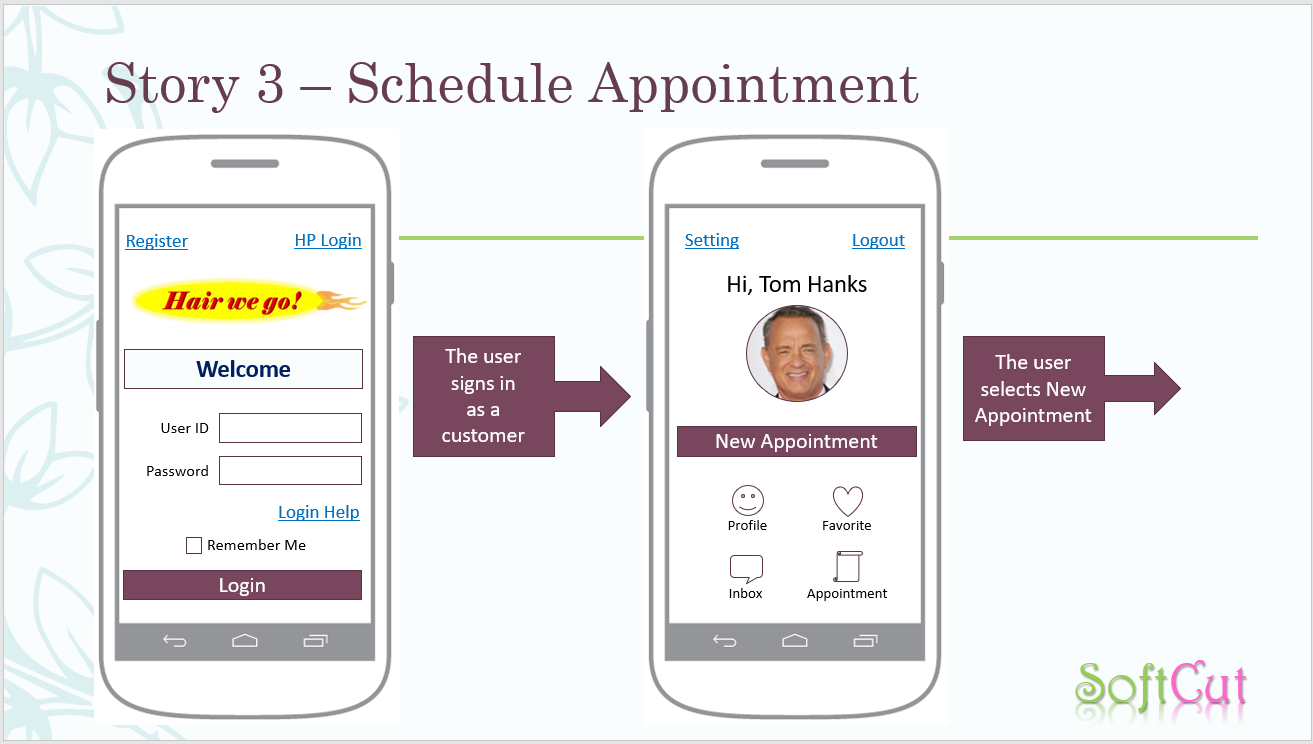 Story 3 – Schedule Appointment
Register
HP Login
Hair we go!
Welcome
User ID
Password
Login Help
Remember Me
Login
The user
signs in
as a
customer
Setting
Logout
Hi, Tom Hanks
New Appointment
Profile
Favorite
Inbox
Appointment
The user
selects New
Appointment
SoftCut